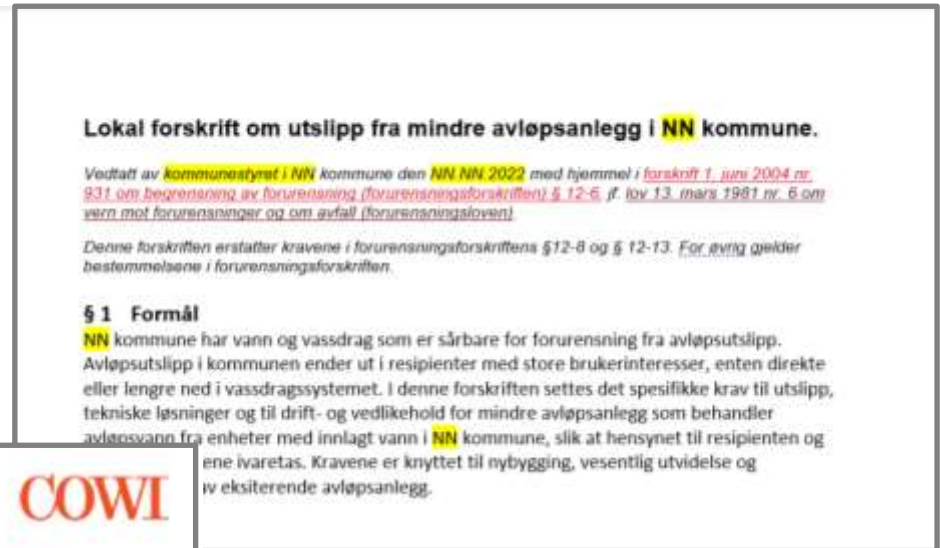 Lokal forskrift om utslipp fra mindre avløpsanlegg i NN kommune.
Vedtatt av kommunestyret i NN kommune den NN.NN.2022 med hjemmel i forskrift 1. juni 2004 nr.
931 om begrensning av forurensning (forurensningsforskriften) § 12-6, jf. lov 13. mars 1981 nr. 6 om
vern mot forurensninger og om avfall (forurensningsloven).
Denne forskriften erstatter kravene i forurensningsforskriftens §12-8 og § 12-13. For øvrig gjelder
bestemmelsene i forurensningsforskriften.
§ 1 Formål
NN kommune har vann og vassdrag som er sårbare for forurensning fra avløpsutslipp.
Avløpsutslipp i kommunen ender ut i resipienter med store brukerinteresser, enten direkte
eller lengre ned i vassdragssystemet. I denne forskriften settes det spesifikke krav til utslipp,
tekniske løsninger og til drift- og vedlikehold for mindre avløpsanlegg som behandler
avløpsvann fra enheter med innlagt vann i NN kommune, slik at hensynet til resipienten og
ene ivaretas. Kravene er knyttet til nybygging, vesentlig utvidelse og
av eksiterende avløpsanlegg.
COWI